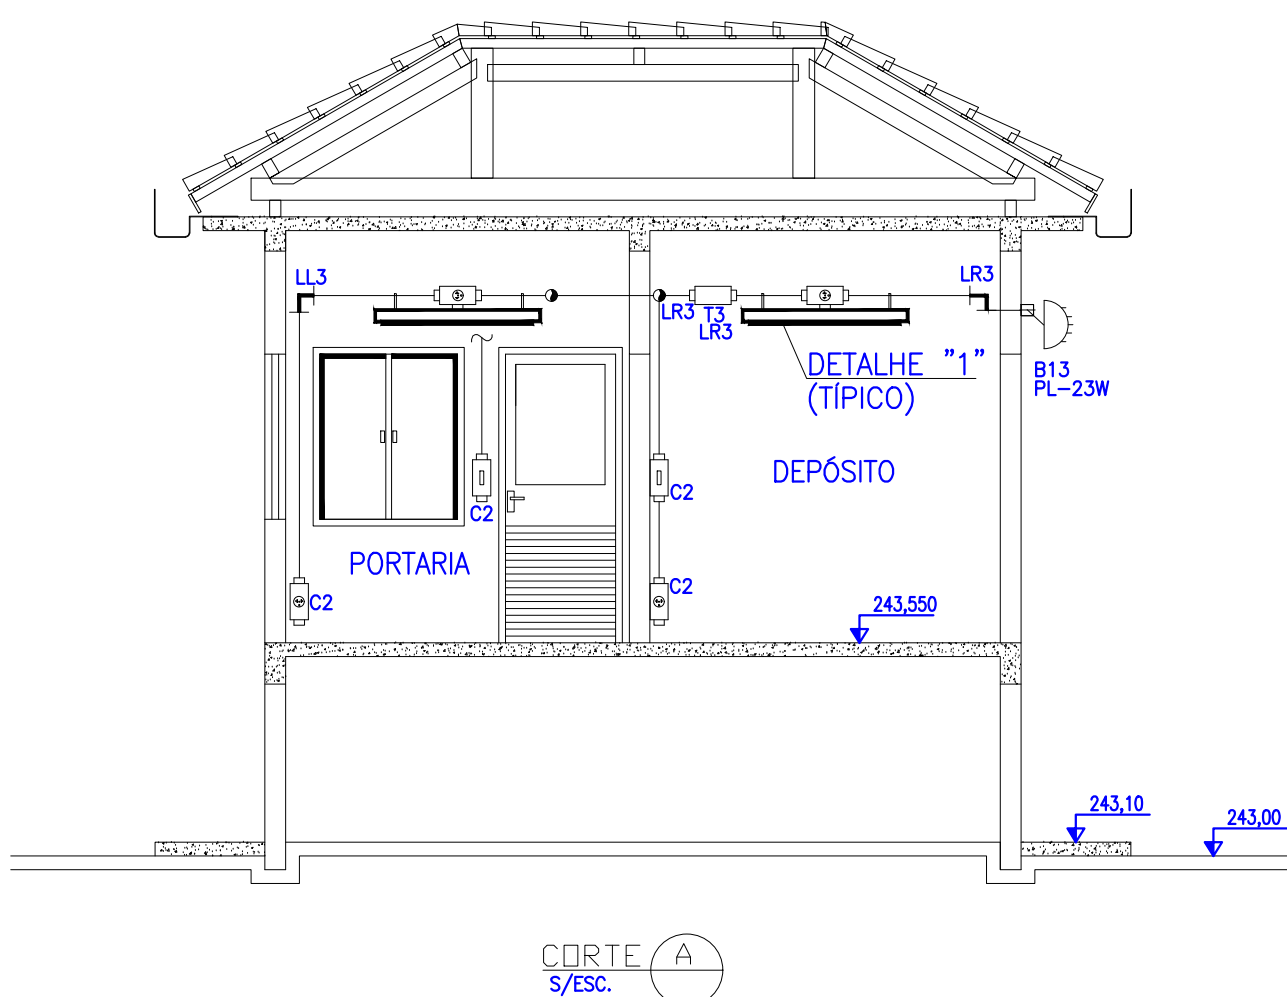 LL3
LR3
LR3
T3
LR3
DETALHE ”1”
(TÍPICO)
B13
PL-23W
DEPÓSITO
C2
C2
PORTARIA
C2
C2
243,550
243,10
243,00
CORTE A
S/ESC.